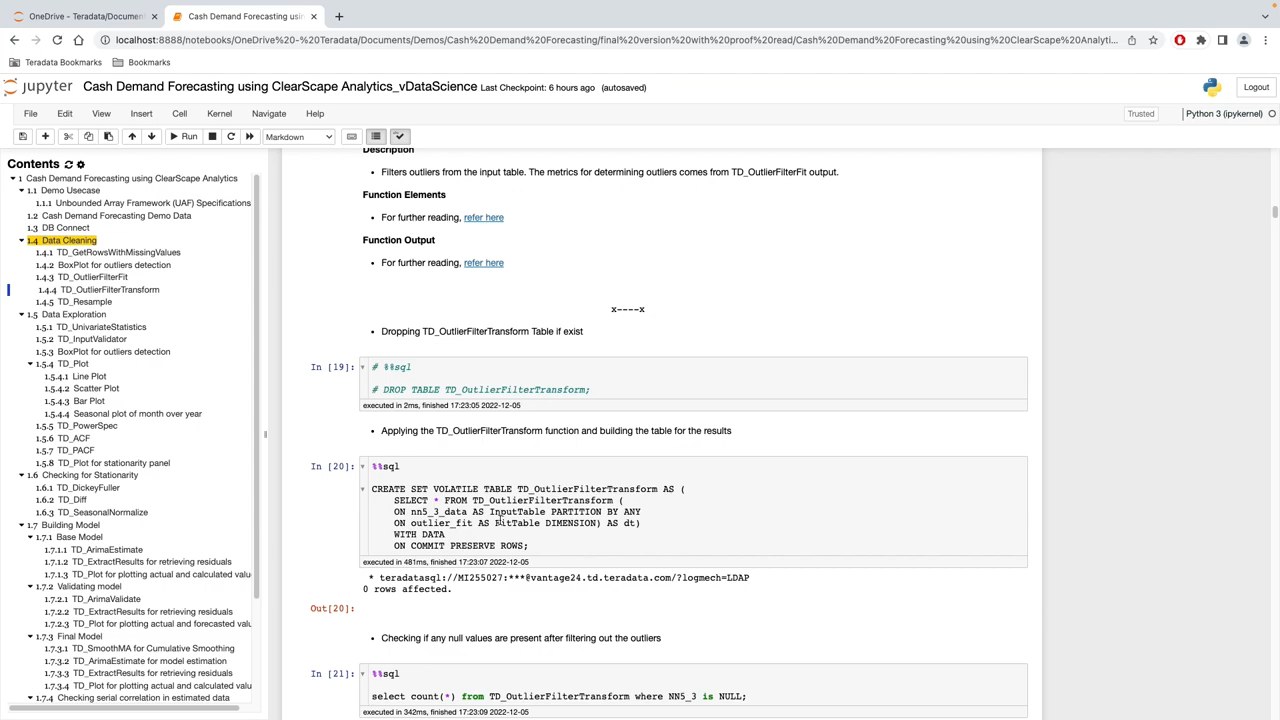 OneDrive - Teradata/Document
Cash Demand Forecasting usin
localhost:8888/notebooks/OneDrive%20-%20Teradata/Documents/Demos/Cash%20Demand%20Forecasting/final%20version%20with%20proof%20read/Cash%20Demand%20Forecasting%20using%20ClearScape%20Analyti...
Teradata Bookmarks
Bookmarks
jupyter Cash Demand Forecasting using ClearScape Analytics_vDataScience Last Checkpoint: 6 hours ago (autosaved)
Logout
File Edit View Insert Cell Kernel Navigate Help
Trusted
Python 3 (ipykernel)
Run
Markdown
Contents
1 Cash Demand Forecasting using ClearScape Analytics
1.1 Demo Usecase
1.1.1 Unbounded Array Framework (UAF) Specifications
1.2 Cash Demand Forecasting Demo Data
1.3 DB Connect
1.4 Data Cleaning
1.4.1 TD_GetRowsWithMissingValues
1.4.2 BoxPlot for outliers detection
1.4.3 TD_OutlierFilterFit
1.4.4 TD_OutlierFilterTransform
1.4.5 TD_Resample
1.5 Data Exploration
1.5.1 TD_UnivariateStatistics
1.5.2 TD_InputValidator
1.5.3 BoxPlot for outliers detection
1.5.4 TD_Plot
1.5.4.1 Line Plot
1.5.4.2 Scatter Plot
1.5.4.3 Bar Plot
1.5.4.4 Seasonal plot of month over year
1.5.5 TD_PowerSpec
1.5.6 TD_ACF
1.5.7 TD_PACF
1.5.8 TD_Plot for stationarity panel
1.6 Checking for Stationarity
1.6.1 TD_DickeyFuller
1.6.2 TD_Diff
1.6.3 TD_SeasonalNormalize
1.7 Building Model
1.7.1 Base Model
1.7.1.1 TD_ArimaEstimate
1.7.1.2 TD_ExtractResults for retrieving residuals
1.7.1.3 TD_Plot for plotting actual and calculated valu
1.7.2 Validating model
1.7.2.1 TD_ArimaValidate
1.7.2.2 TD_ExtractResults for retrieving residuals
1.7.2.3 TD_Plot for plotting actual and forecasted valu
1.7.3 Final Model
1.7.3.1 TD_SmoothMA for Cumulative Smoothing
1.7.3.2 TD_ArimaEstimate for model estimation
1.7.3.3 TD_ExtractResults for retrieving residuals
1.7.3.4 TD_Plot for plotting actual and calculated valu
1.7.4 Checking serial correlation in estimated data
Description
• Filters outliers from the input table. The metrics for determining outliers comes from TD_OutlierFilterFit output.
Function Elements
• For further reading, refer here
Function Output
• For further reading, refer here
x----x
• Dropping TD_OutlierFilterTransform Table if exist
In [19]: # %%sql
# DROP TABLE TD_OutlierFilterTransform;
executed in 2ms, finished 17:23:05 2022-12-05
• Applying the TD_OutlierFilterTransform function and building the table for the results
In [20]: %%sql
CREATE SET VOLATILE TABLE TD_OutlierFilterTransform AS (
SELECT * FROM TD_OutlierFilterTransform (
ON nn5_3_data AS InputTable PARTITION BY ANY
ON outlier_fit AS FitTable DIMENSION) AS dt)
WITH DATA
ON COMMIT PRESERVE ROWS;
executed in 481ms, finished 17:23:07 2022-12-05
* teradatasql://MI255027:***@vantage24.td.teradata.com/?logmech=LDAP
0 rows affected.
Out[20]:
• Checking if any null values are present after filtering out the outliers
In [21]: %%sql
select count(*) from TD_OutlierFilterTransform where NN5_3 is NULL;
executed in 342ms, finished 17:23:09 2022-12-05